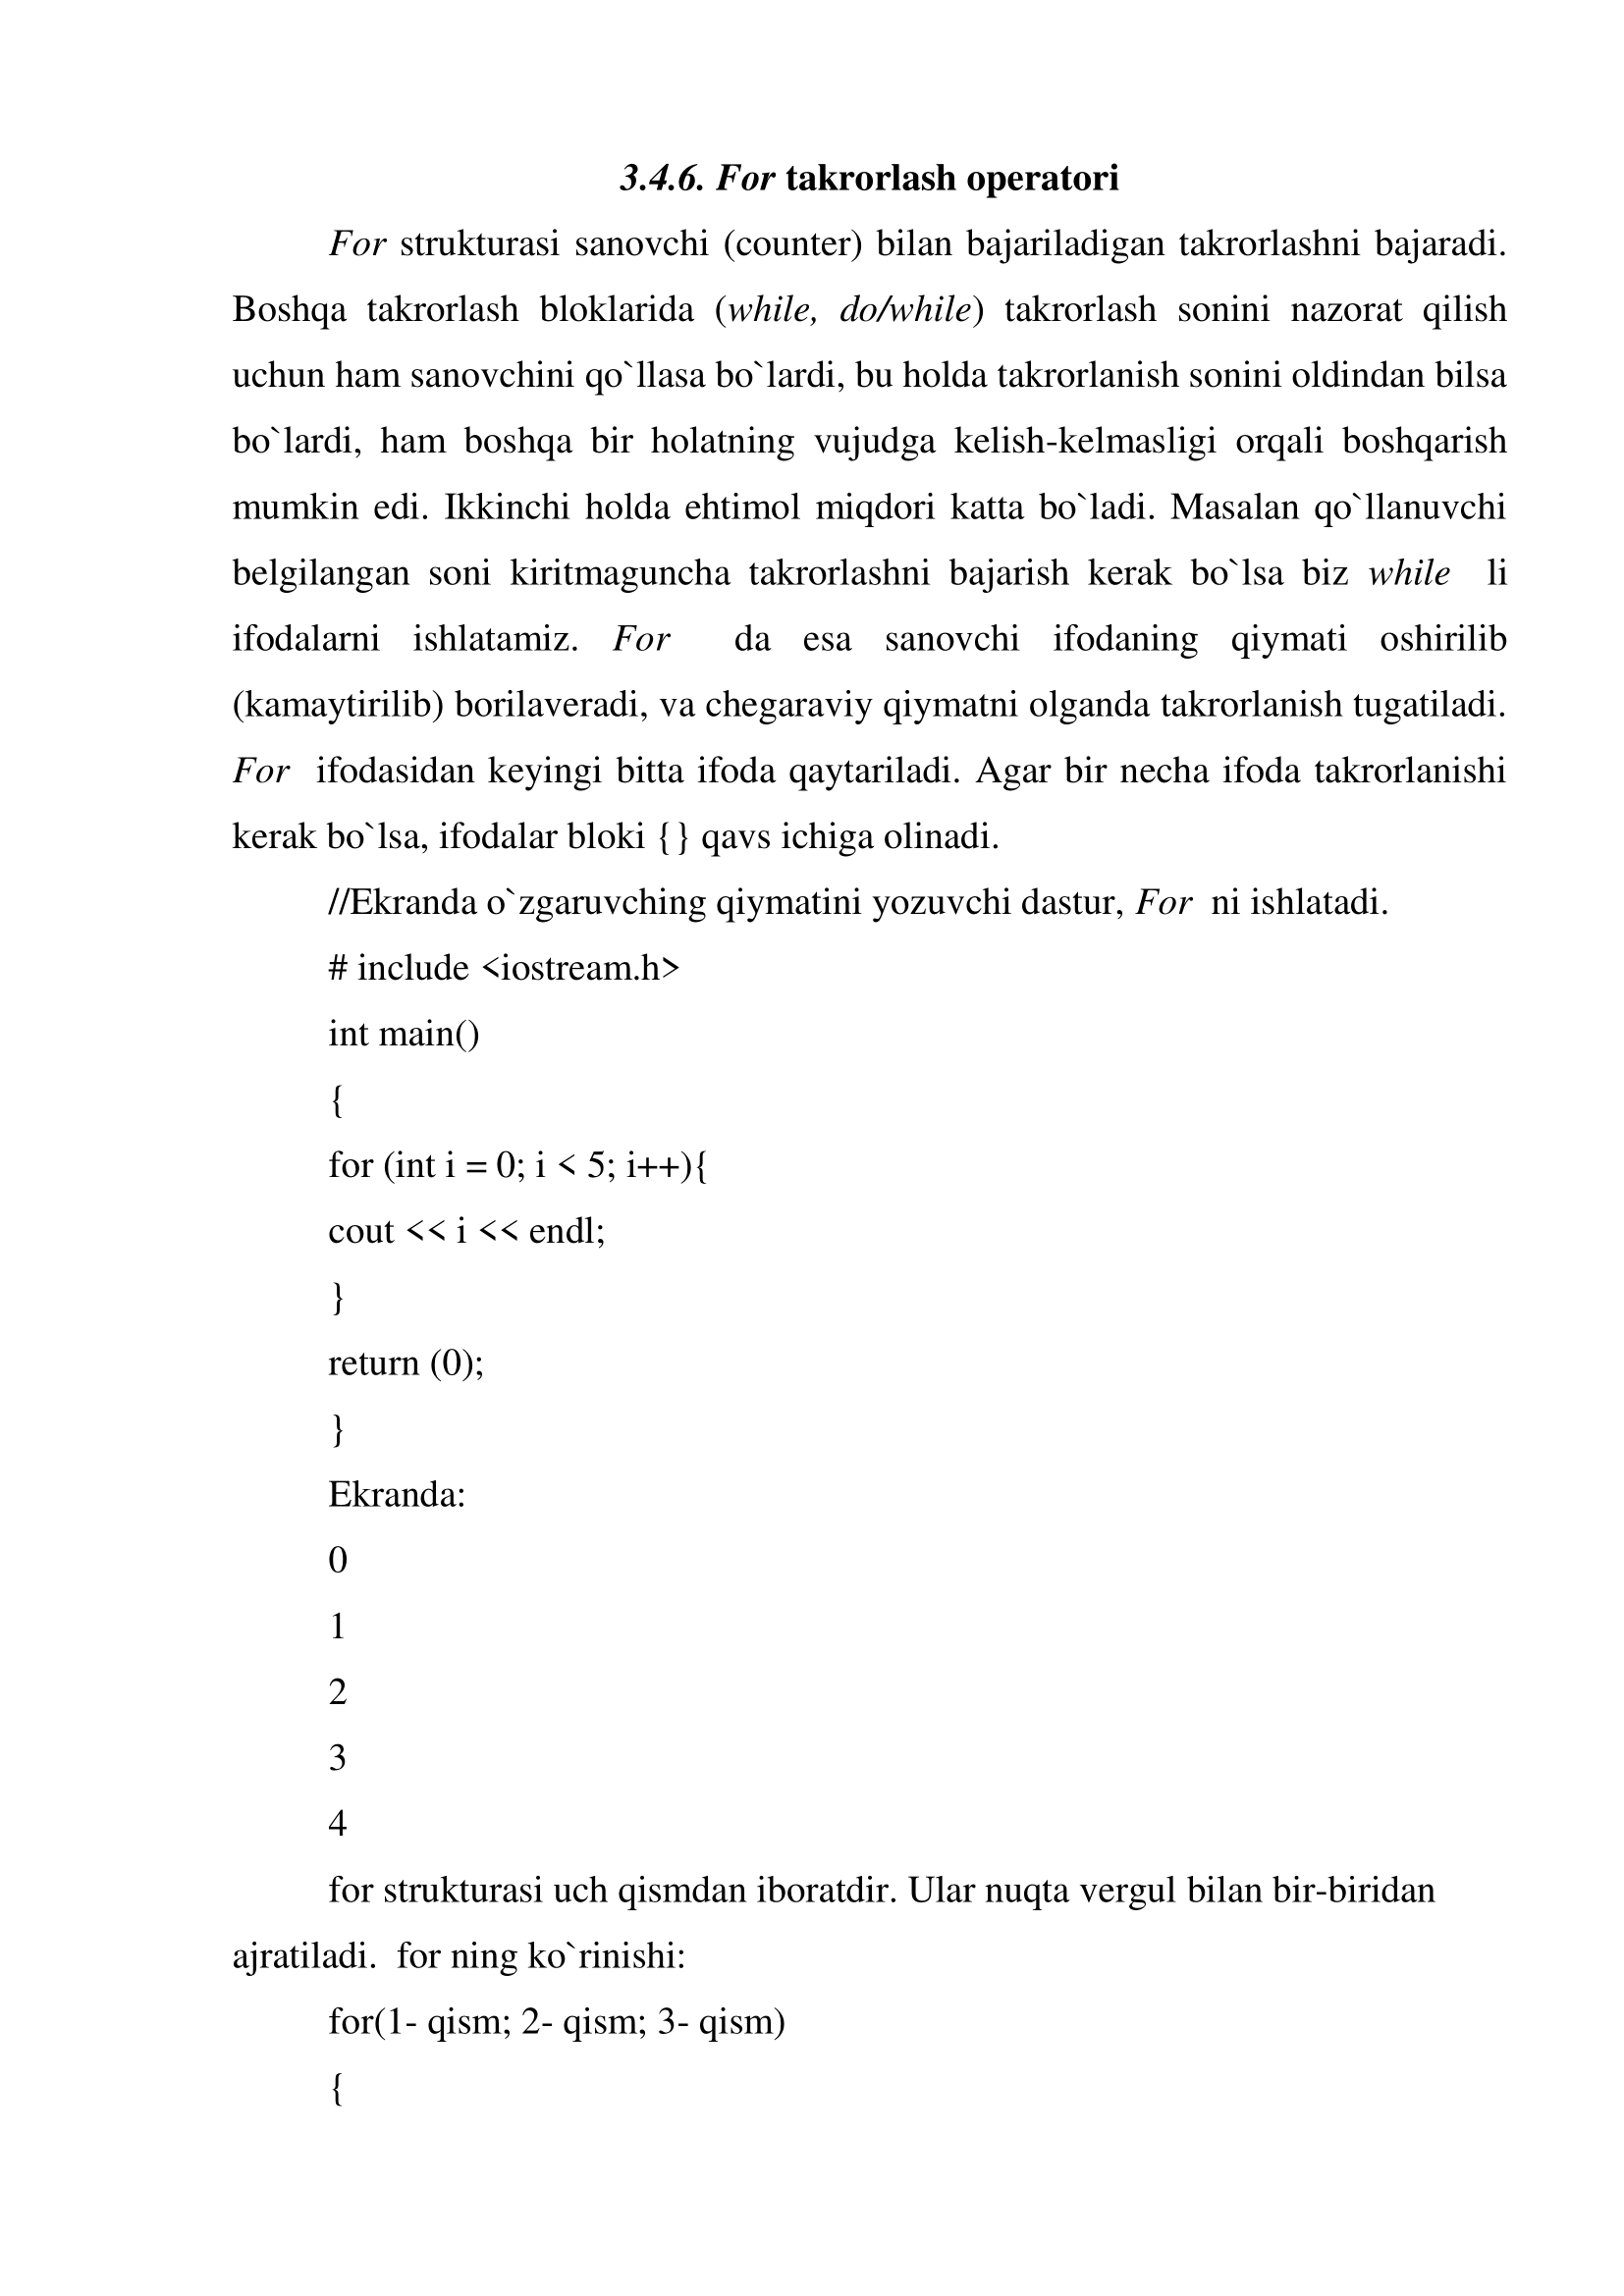 3.4.6. For takrorlash operatori
For strukturasi sanovchi (counter) bilan bajariladigan takrorlashni bajaradi.
Boshqa takrorlash bloklarida (while, do/while) takrorlash sonini nazorat qilish
uchun ham sanovchini qo`llasa bo`lardi, bu holda takrorlanish sonini oldindan bilsa
bo`lardi, ham boshqa bir holatning vujudga kelish-kelmasligi orqali boshqarish
mumkin edi. Ikkinchi holda ehtimol miqdori katta bo`ladi. Masalan qo`llanuvchi
belgilangan soni kiritmaguncha takrorlashni bajarish kerak bo`lsa biz while li
ifodalarni ishlatamiz. For da esa sanovchi ifodaning qiymati oshirilib
(kamaytirilib) borilaveradi, va chegaraviy qiymatni olganda takrorlanish tugatiladi.
For ifodasidan keyingi bitta ifoda qaytariladi. Agar bir necha ifoda takrorlanishi
kerak bo`lsa, ifodalar bloki {} qavs ichiga olinadi.
//Ekranda o`zgaruvching qiymatini yozuvchi dastur, For ni ishlatadi.
# include <iostream.h>
int main()
{
for (int i = 0; i < 5; i++){
cout << i << endl;
}
return (0);
}
Ekranda:
0
1
2
3
4
for strukturasi uch qismdan iboratdir. Ular nuqta vergul bilan bir-biridan
ajratiladi. for ning ko`rinishi:
for(1- qism; 2- qism; 3- qism)
{